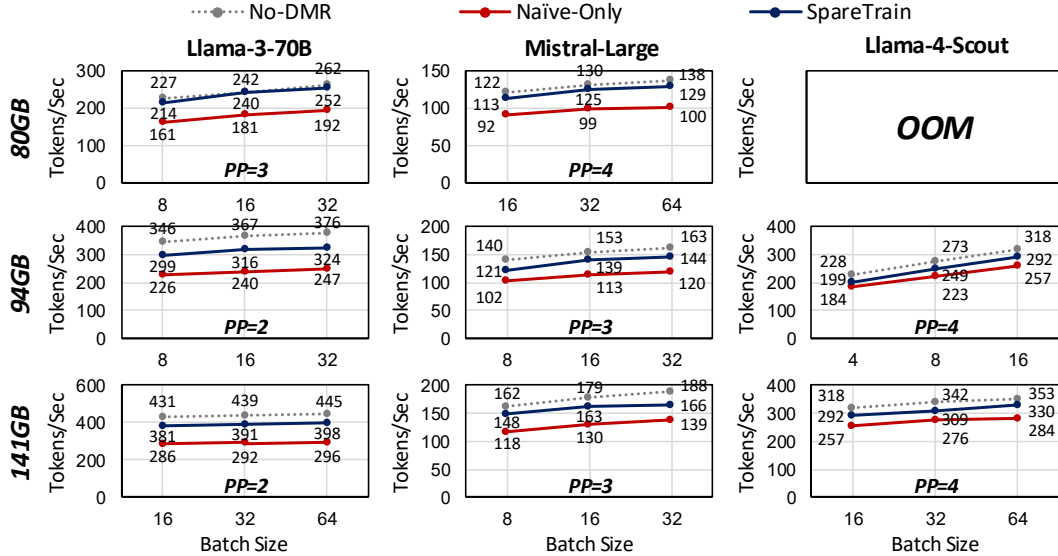 No-DMR Naïve-Only SpareTrain
Llama-3-70B Mistral-Large Llama-4-Scout
80GB
Tokens/Sec
300
200
100
0
227 242 262
214 240 252
161 181 192
PP=3
8 16 32
Tokens/Sec
150
100
50
0
122 130 138
113 125 129
92 99 100
PP=4
16 32 64
Tokens/Sec
OOM
94GB
Tokens/Sec
400
300
200
100
0
346 367 376
299 316 324
226 240 247
PP=2
8 16 32
Tokens/Sec
200
150
100
50
0
140 153 163
121 139 144
102 113 120
PP=3
8 16 32
Tokens/Sec
400
300
200
100
0
228 273 318
199 249 292
184 223 257
PP=4
4 8 16
141GB
Tokens/Sec
600
400
200
0
431 439 445
381 391 398
286 292 296
PP=2
16 32 64
Batch Size
Tokens/Sec
200
150
100
50
0
162 179 188
148 163 166
118 130 139
PP=3
8 16 32
Batch Size
Tokens/Sec
400
300
200
100
0
318 342 353
292 309 330
257 276 284
PP=4
16 32 64
Batch Size